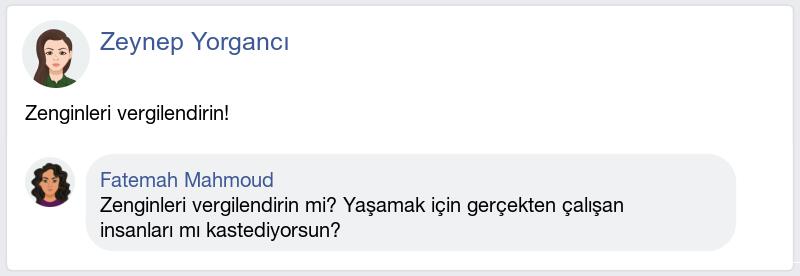 Zeynep Yorgancı
Zenginleri vergilendirin!
Fatemah Mahmoud
Zenginleri vergilendirin mi? Yaşamak için gerçekten çalışan
insanları mı kastediyorsun?